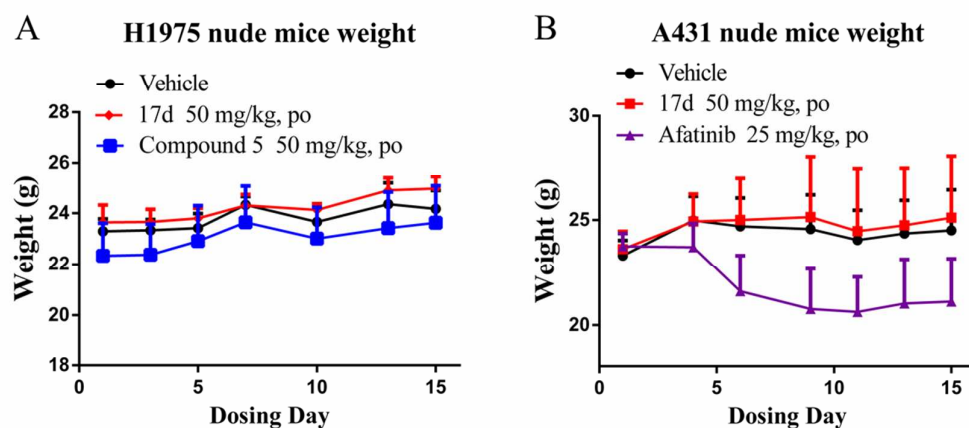 A
H1975 nude mice weight
Vehicle
17d 50 mg/kg, po
Compound 5 50 mg/kg, po
28
26
24
22
20
18
Weight (g)
0
5
10
15
Dosing Day
B
A431 nude mice weight
Vehicle
17d 50 mg/kg, po
Afatinib 25 mg/kg, po
30
25
20
Weight (g)
0
5
10
15
Dosing Day